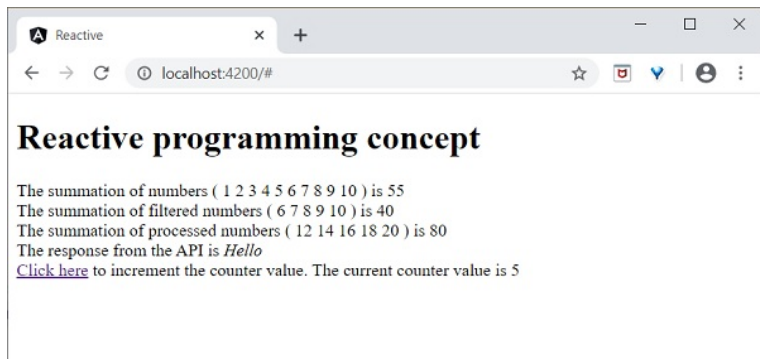 Reactive
localhost:4200/#
Reactive programming concept
The summation of numbers ( 1 2 3 4 5 6 7 8 9 10 ) is 55
The summation of filtered numbers ( 6 7 8 9 10 ) is 40
The summation of processed numbers ( 12 14 16 18 20 ) is 80
The response from the API is Hello
Click here to increment the counter value. The current counter value is 5